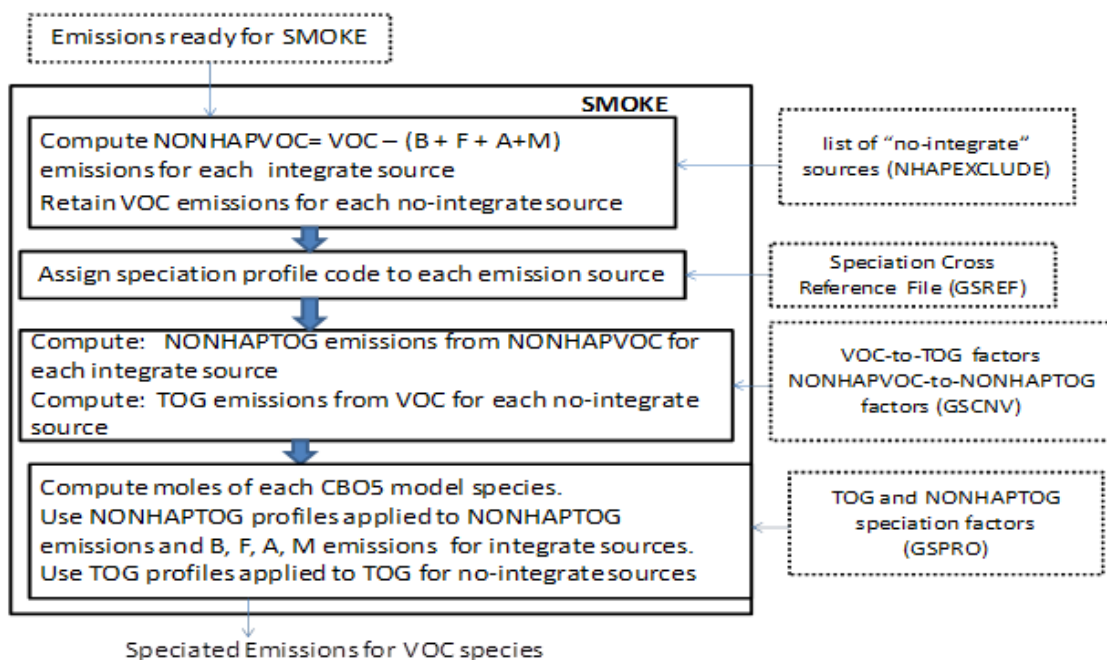 Emissions ready for SMOKE
SMOKE
Compute NONHAPVOC= VOC – (B + F + A+M)
emissions for each integrate source
Retain VOC emissions for each no-integrate source
list of “no-integrate”
sources (NHAPEXCLUDE)
Assign speciation profile code to each emission source
Speciation Cross
Reference File (GSREF)
Compute: NONHAPTOG emissions from NONHAPVOC for
each integrate source
Compute: TOG emissions from VOC for each no-integrate
source
VOC-to-TOG factors
NONHAPVOC-to-NONHAPTOG
factors (GSCNV)
Compute moles of each CBO5 model species.
Use NONHAPTOG profiles applied to NONHAPTOG
emissions and B, F, A, M emissions for integrate sources.
Use TOG profiles applied to TOG for no-integrate sources
TOG and NONHAPTOG
speciation factors
(GSPRO)
Speciated Emissions for VOC species